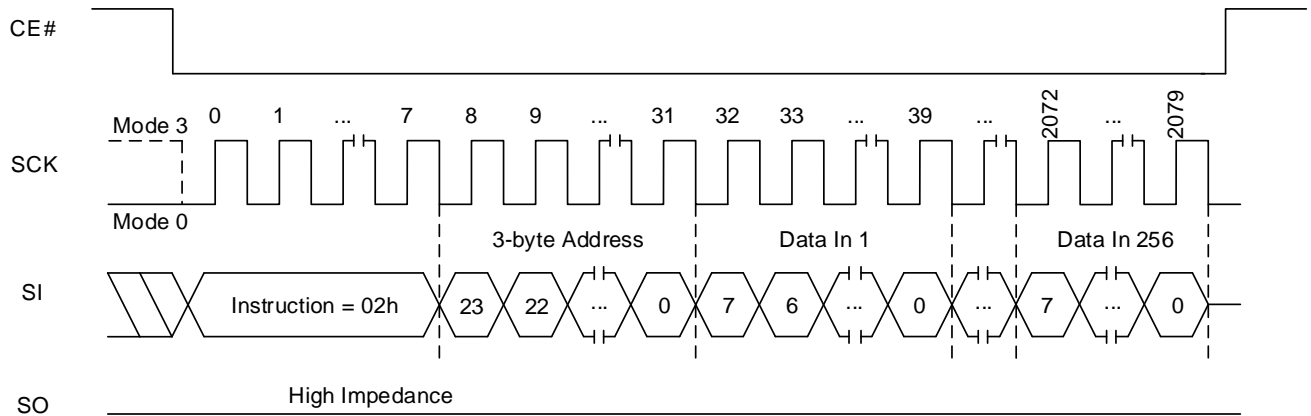 CE#
0 1 ... 7 8 9 ... 31 32 33 ... 39 ... 2072 ... 2079
Mode 3
SCK
Mode 0
3-byte Address Data In 1 Data In 256
SI Instruction = 02h 23 22 ... 0 7 6 ... 0 ... 7 ... 0
High Impedance
SO